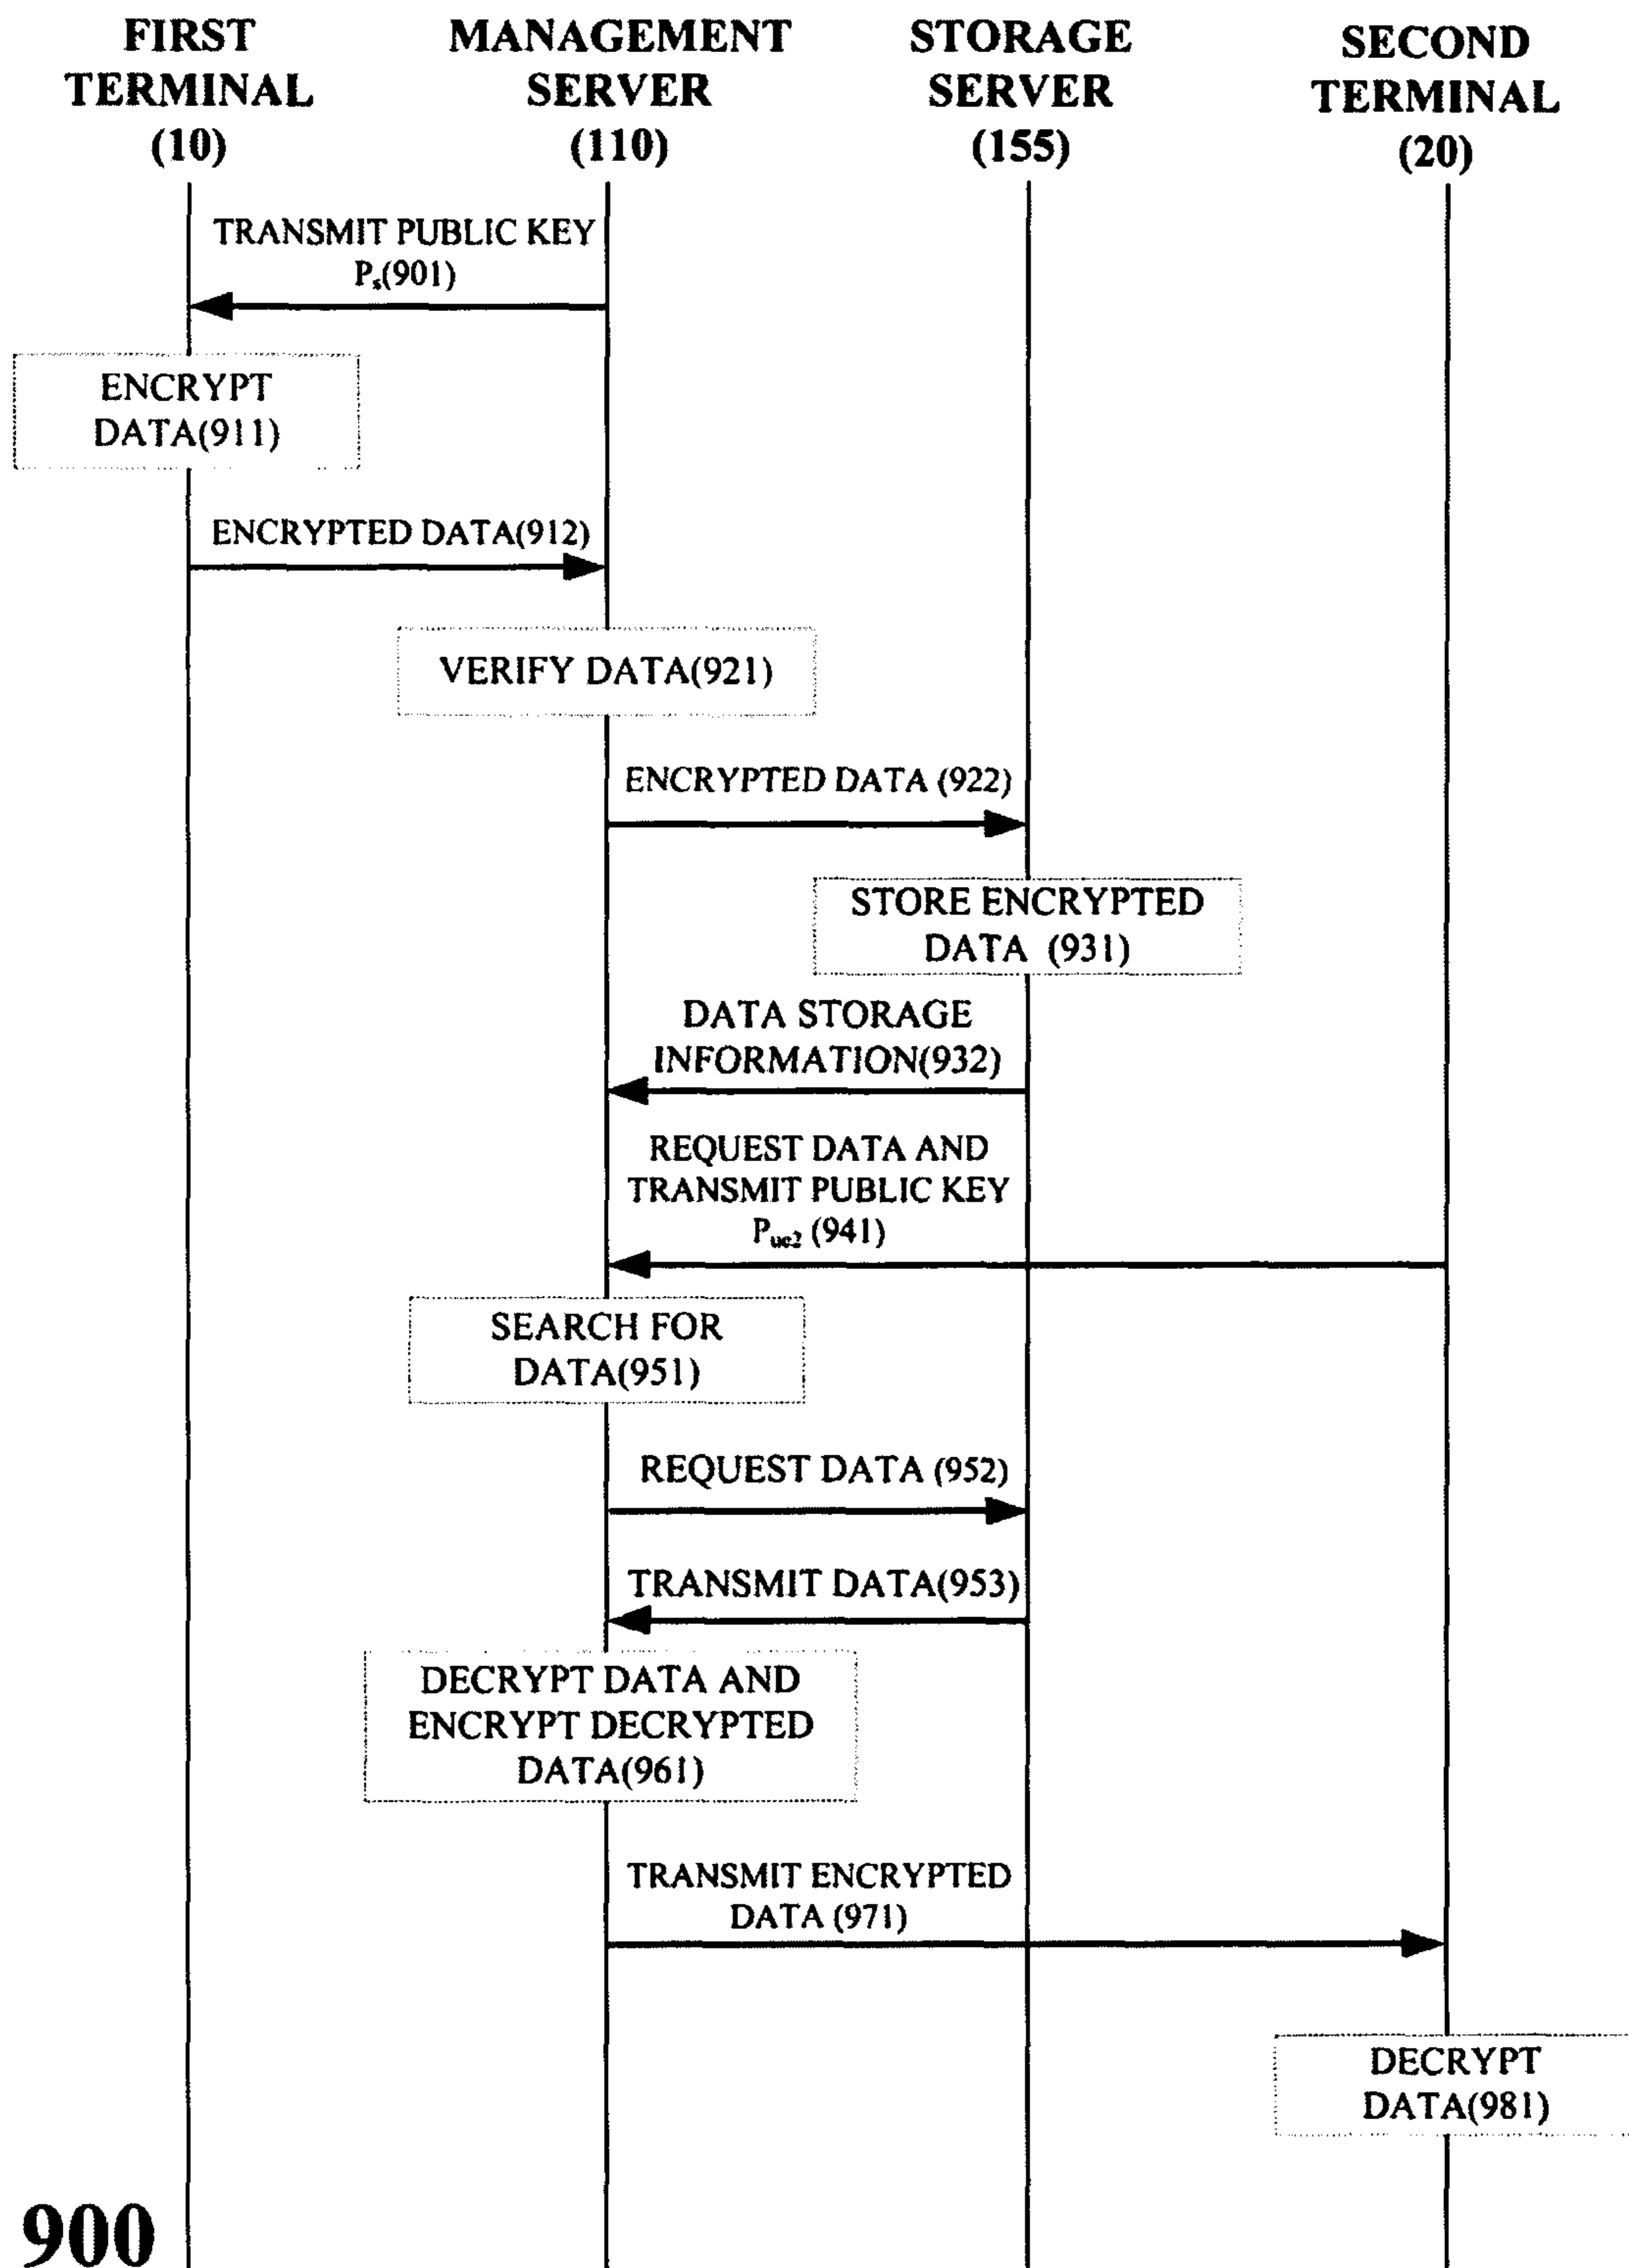 FIRST
TERMINAL
(10)
MANAGEMENT
SERVER
(110)
STORAGE
SERVER
(155)
SECOND
TERMINAL
(20)
TRANSMIT PUBLIC KEY
Ps(901)
ENCRYPT
DATA(911)
ENCRYPTED DATA(912)
VERIFY DATA(921)
ENCRYPTED DATA (922)
STORE ENCRYPTED
DATA (931)
DATA STORAGE
INFORMATION(932)
REQUEST DATA AND
TRANSMIT PUBLIC KEY
Pue2 (941)
SEARCH FOR
DATA(951)
REQUEST DATA (952)
TRANSMIT DATA(953)
DECRYPT DATA AND
ENCRYPT DECRYPTED
DATA(961)
TRANSMIT ENCRYPTED
DATA (971)
DECRYPT
DATA(981)
900